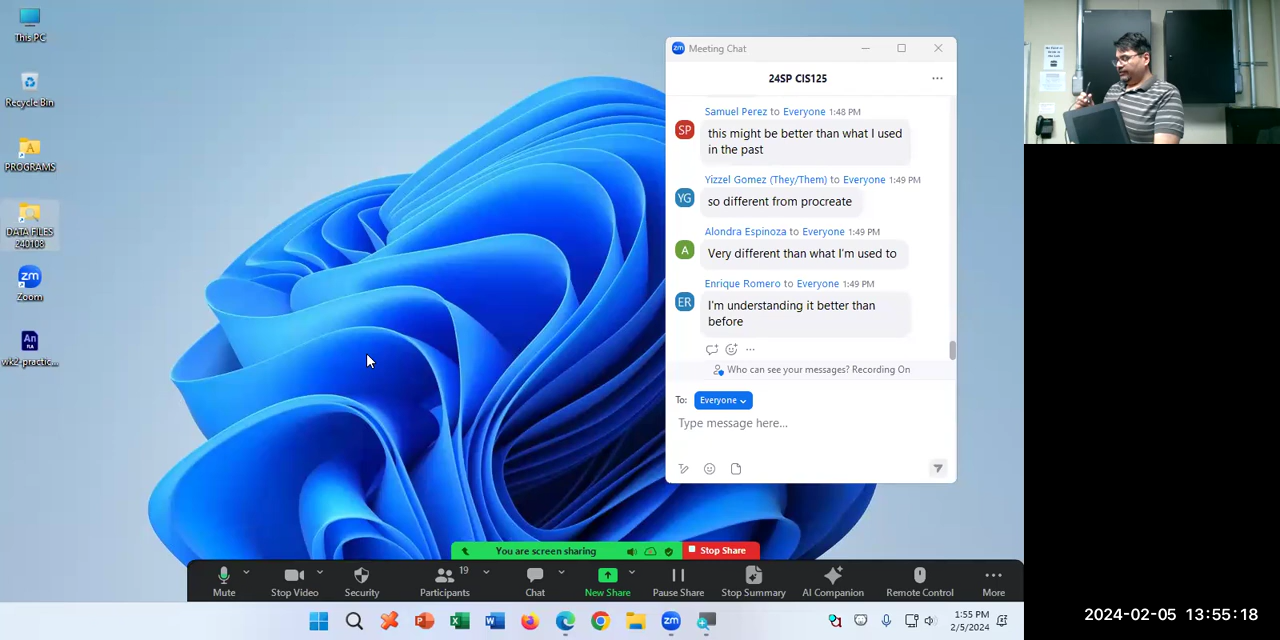 This PC
Recycle Bin
PROGRAMS
DATA FILES
240108
Zoom
wk2-practic...
Meeting Chat
24SP CIS125
Samuel Perez to Everyone 1:48 PM
SP
this might be better than what I used
in the past
Yizzel Gomez (They/Them) to Everyone 1:49 PM
YG
so different from procreate
Alondra Espinoza to Everyone 1:49 PM
A
Very different than what I'm used to
Enrique Romero to Everyone 1:49 PM
ER
I'm understanding it better than
before
Who can see your messages? Recording On
To: Everyone
Type message here...
You are screen sharing
Stop Share
19
Mute
Stop Video
Security
Participants
Chat
New Share
Pause Share
Stop Summary
AI Companion
Remote Control
More
1:55 PM
2/5/2024
2024-02-05 13:55:18